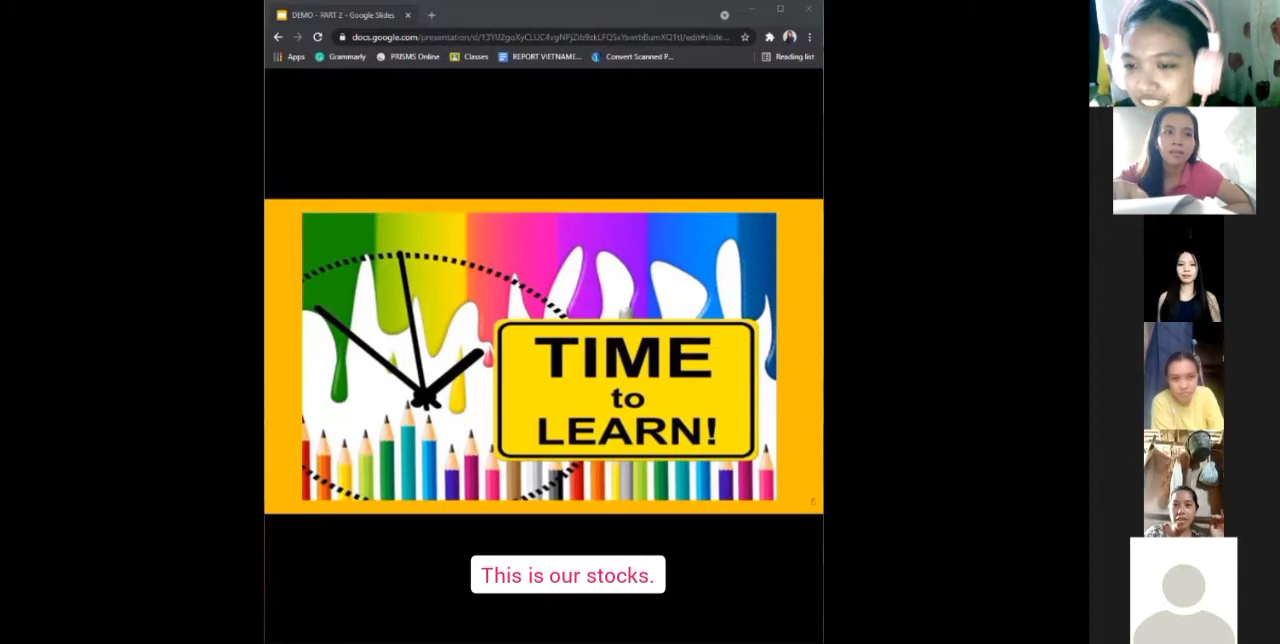 DEMO - PART 2 - Google Slides
Apps
Grammarly
PRISMS Online
Classes
REPORT VIETNAME...
Convert Scanned P...
Reading list
TIME
to
LEARN!
This is our stocks.